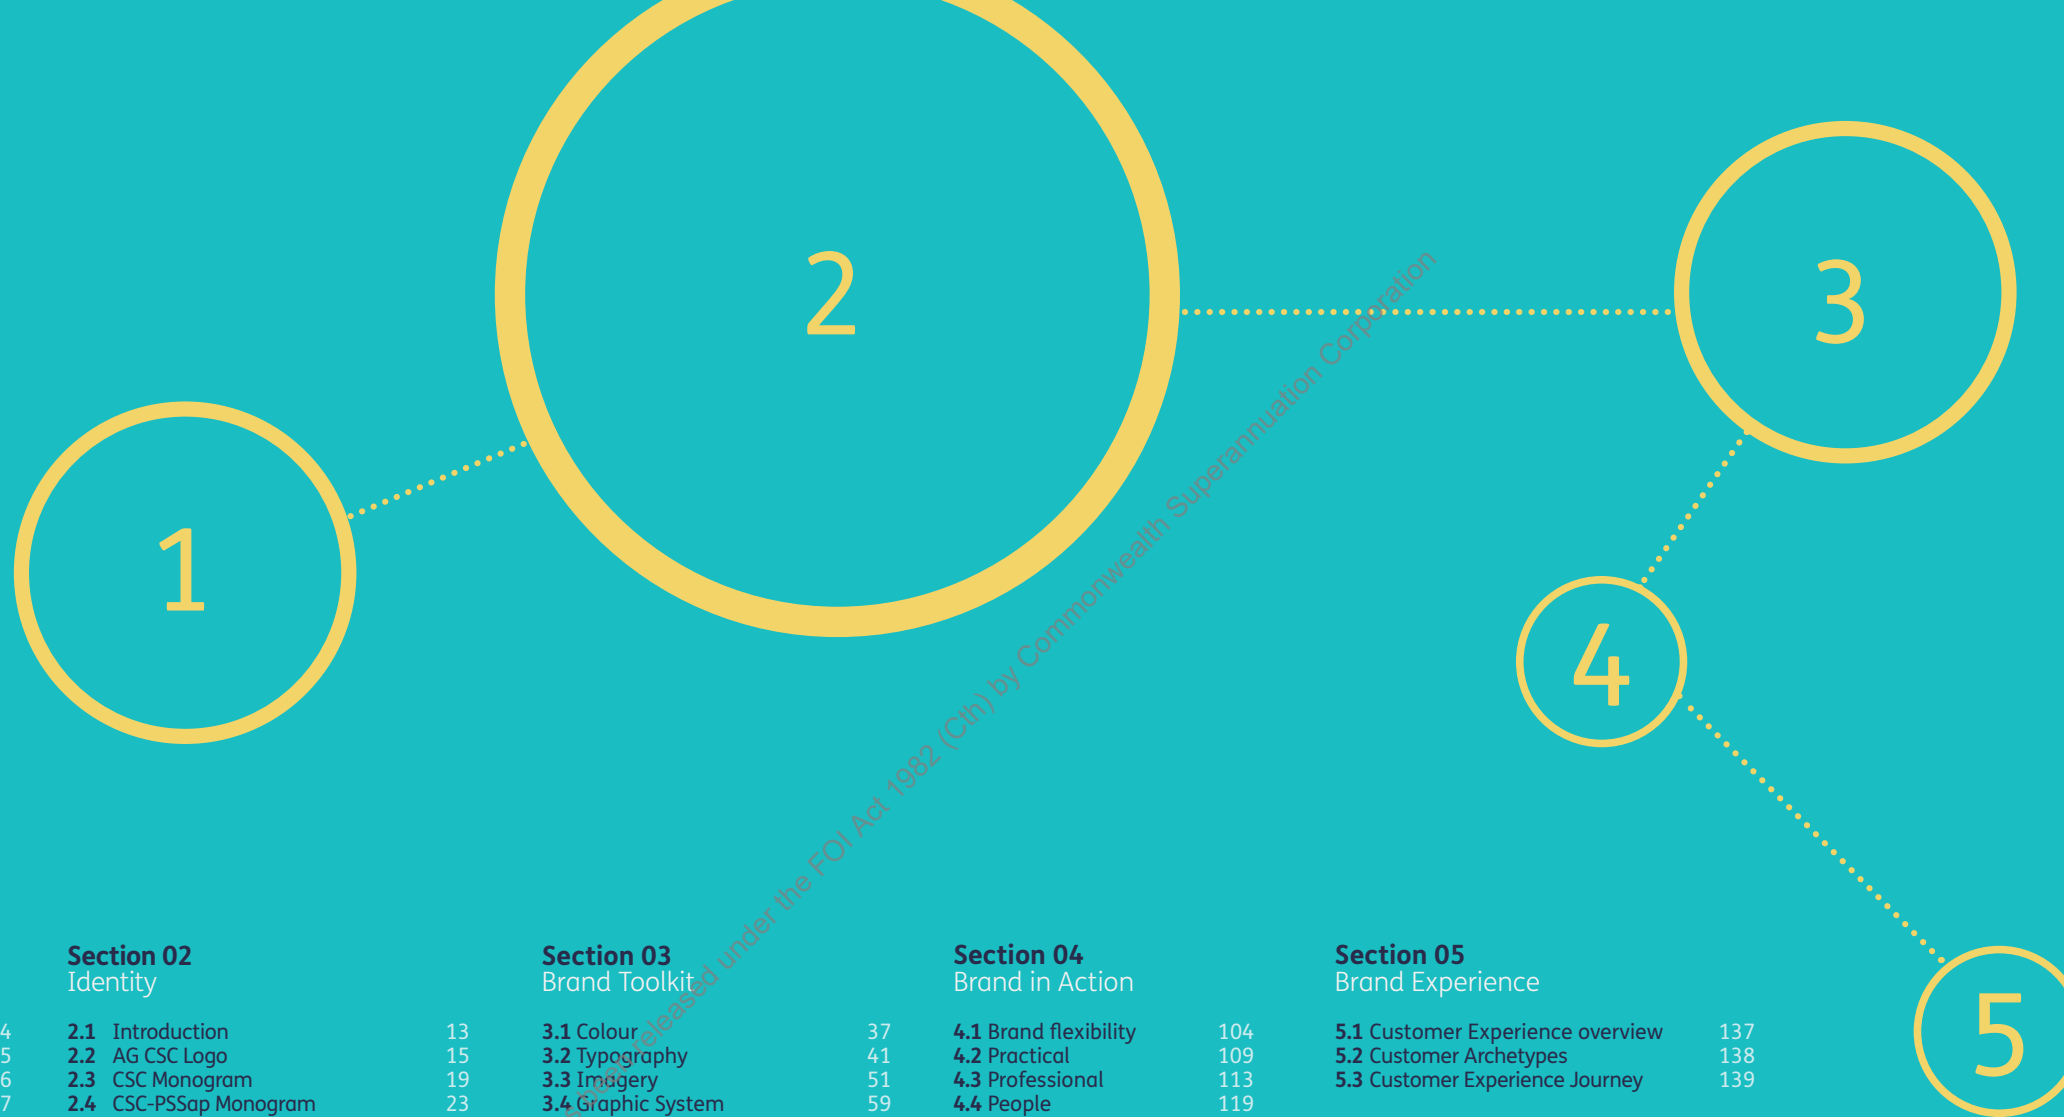 2
3
1
4
5
been released under the FOI Act 1982 (Cth) by Commonwealth Superannuation Corporation
4
5
6
7
Section 02
Identity
2.1 Introduction 13
2.2 AG CSC Logo 15
2.3 CSC Monogram 19
2.4 CSC-PSSap Monogram 23
Section 03
Brand Toolkit
3.1 Colour 37
3.2 Typography 41
3.3 Imagery 51
3.4 Graphic System 59
Section 04
Brand in Action
4.1 Brand flexibility 104
4.2 Practical 109
4.3 Professional 113
4.4 People 119
Section 05
Brand Experience
5.1 Customer Experience overview 137
5.2 Customer Archetypes 138
5.3 Customer Experience Journey 139